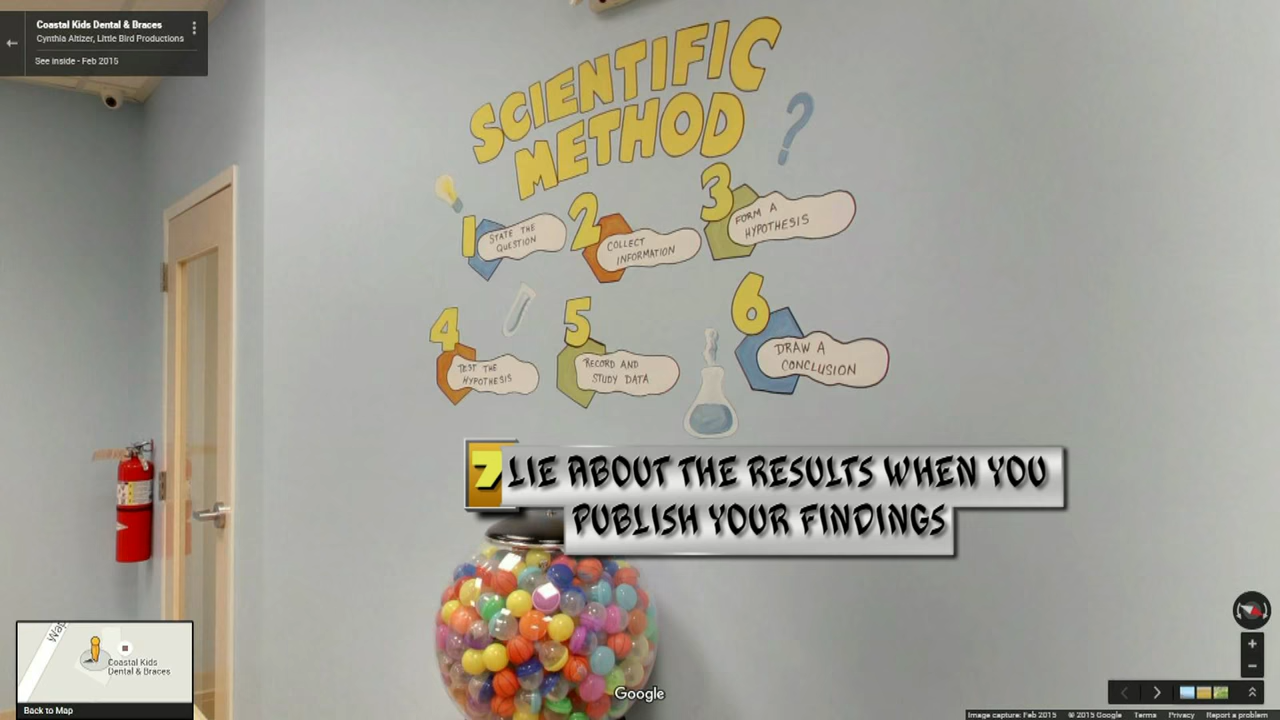 Coastal Kids Dental & Braces
Cynthia Altizer, Little Bird Productions
See inside - Feb 2015
SCIENTIFIC
METHOD
?
1
STATE THE
QUESTION
2
COLLECT
INFORMATION
3
FORM A
HYPOTHESIS
4
TEST THE
HYPOTHESIS
5
RECORD AND
STUDY DATA
6
DRAW A
CONCLUSION
7 LIE ABOUT THE RESULTS WHEN YOU
PUBLISH YOUR FINDINGS
Coastal Kids
Dental & Braces
Back to Map
Google
Image capture: Feb 2015 © 2015 Google Terms Privacy Report a problem